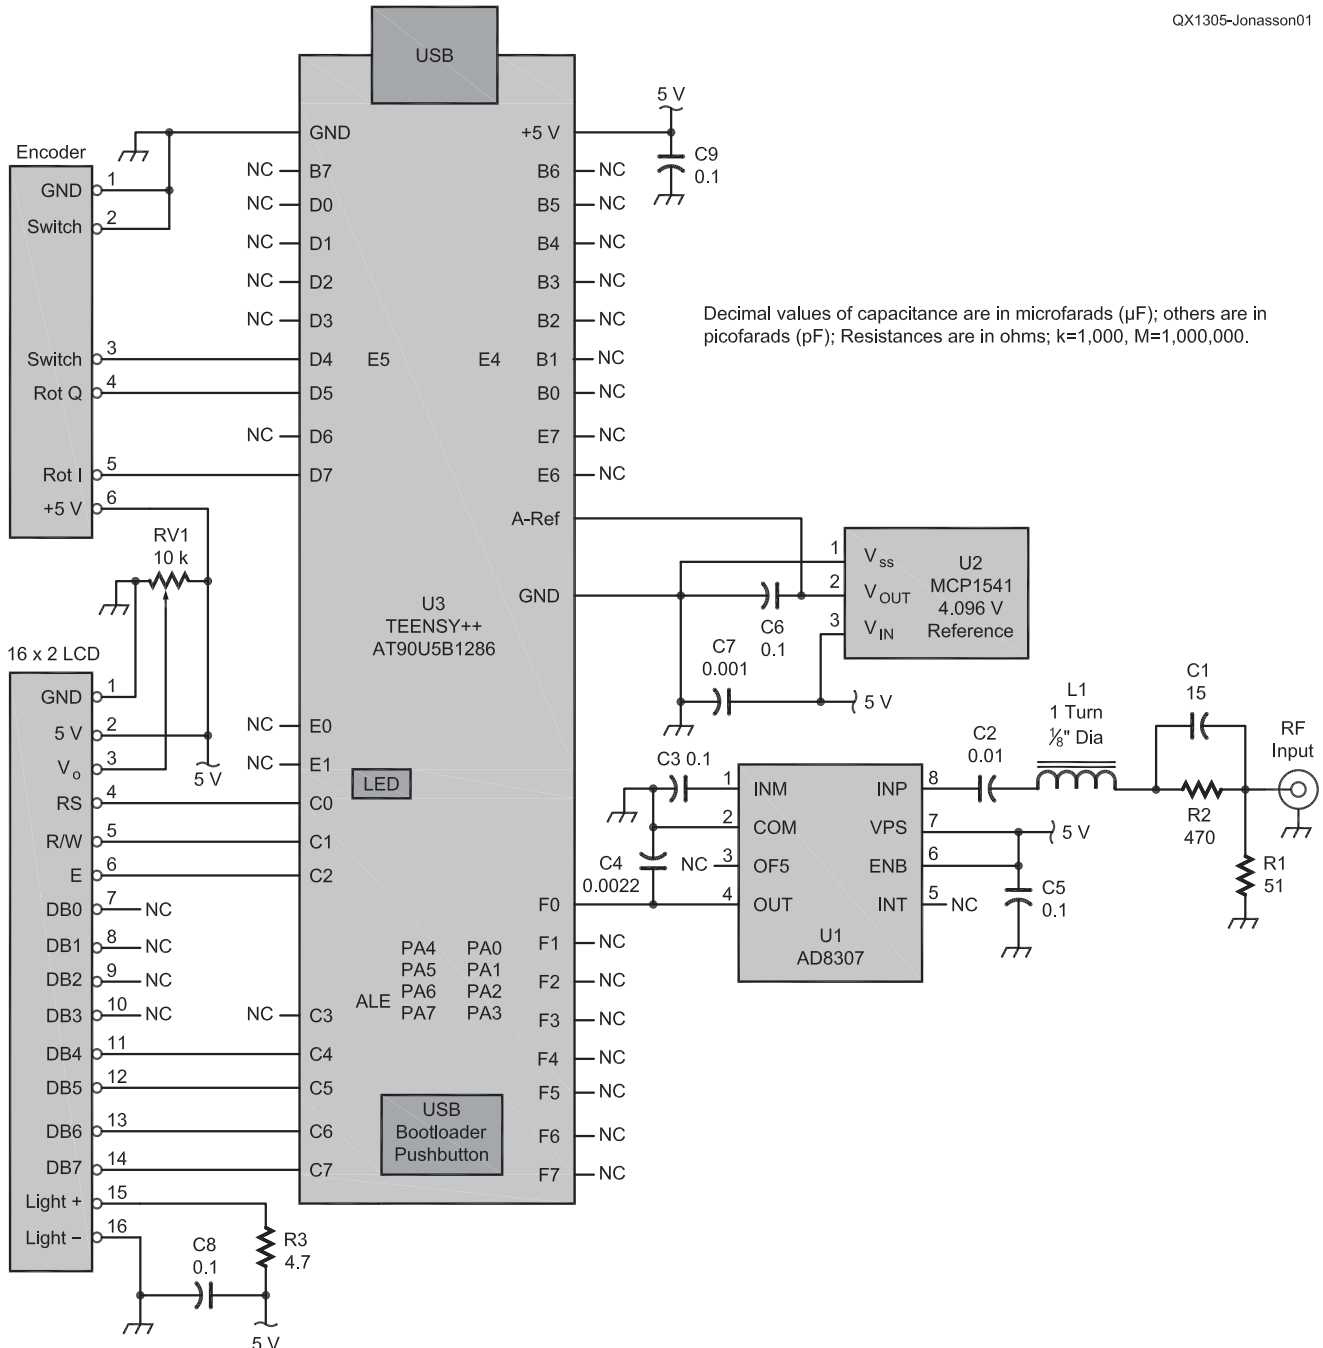 QX1305-Jonasson01
USB
5 V
GND
+5 V
C9
0.1
Encoder
GND
1
Switch
2
NC
B7
B6
NC
NC
D0
B5
NC
NC
D1
B4
NC
NC
D2
B3
NC
NC
D3
B2
NC
Decimal values of capacitance are in microfarads (µF); others are in
picofarads (pF); Resistances are in ohms; k=1,000, M=1,000,000.
Switch
3
D4
E5
E4
B1
NC
Rot Q
4
D5
B0
NC
NC
D6
E7
NC
Rot I
5
D7
E6
NC
+5 V
6
A-Ref
RV1
10 k
GND
U3
TEENSY++
AT90U5B1286
1
Vss
2
VOUT
3
VIN
U2
MCP1541
4.096 V
Reference
C6
0.1
C7
0.001
5 V
16 x 2 LCD
GND
1
5 V
2
Vo
3
5 V
RS
4
R/W
5
E
6
DB0
7
NC
DB1
8
NC
DB2
9
NC
DB3
10
NC
DB4
11
DB5
12
DB6
13
DB7
14
Light +
15
Light −
16
NC
E0
NC
E1
LED
C0
C1
C2
NC
C3
C4
C5
C6
C7
F0
F1
NC
F2
NC
F3
NC
F4
NC
F5
NC
F6
NC
F7
NC
ALE
PA4
PA0
PA5
PA1
PA6
PA2
PA7
PA3
USB
Bootloader
Pushbutton
C3 0.1
C4
0.0022
1
INM
2
COM
NC
3
OF5
4
OUT
INP
8
VPS
7
ENB
6
INT
5
NC
U1
AD8307
C2
0.01
L1
1 Turn
⅛" Dia
C1
15
RF
Input
R2
470
R1
51
5 V
C5
0.1
C8
0.1
R3
4.7
5 V